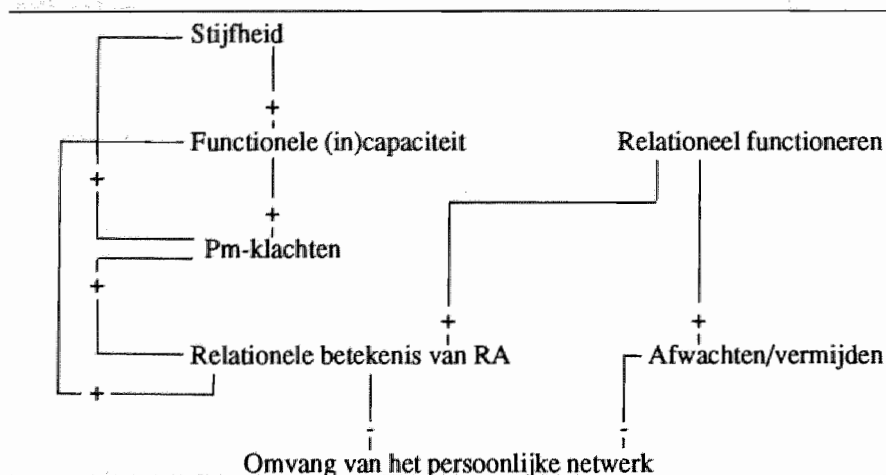 Stijfheid
+
Functionele (in)capaciteit Relationeel functioneren
+
+
Pm-klachten
+
+ +
Relationele betekenis van RA Afwachten/vermijden
+
- -
Omvang van het persoonlijke netwerk